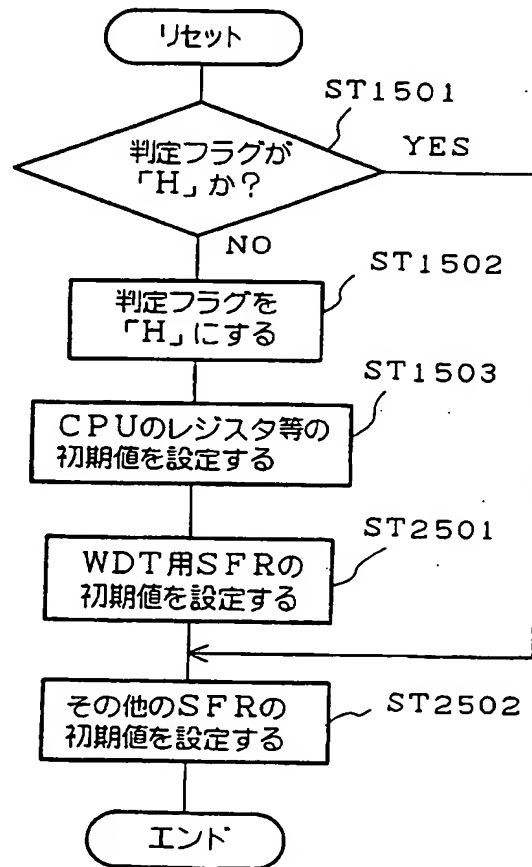 リセット
ST1501
判定フラグが
「H」か?
YES
NO
ST1502
判定フラグを
「H」にする
ST1503
CPUのレジスタ等の
初期値を設定する
ST2501
WDT用SFRの
初期値を設定する
その他のSFRの
初期値を設定する
ST2502
エンド